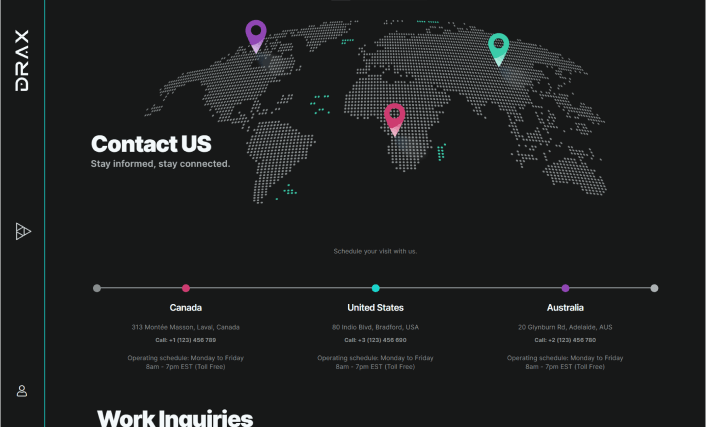 DRAX
Contact US
Stay informed, stay connected.
Schedule your visit with us.
Canada
313 Montée Masson, Laval, Canada
Call: +1 (123) 456 789
Operating schedule: Monday to Friday
8am - 7pm EST (Toll Free)
United States
80 Indio Blvd, Bradford, USA
Call: +3 (123) 456 690
Operating schedule: Monday to Friday
8am - 7pm EST (Toll Free)
Australia
20 Glynburn Rd, Adelaide, AUS
Call: +2 (123) 456 780
Operating schedule: Monday to Friday
8am - 7pm EST (Toll Free)
Work Inquiries